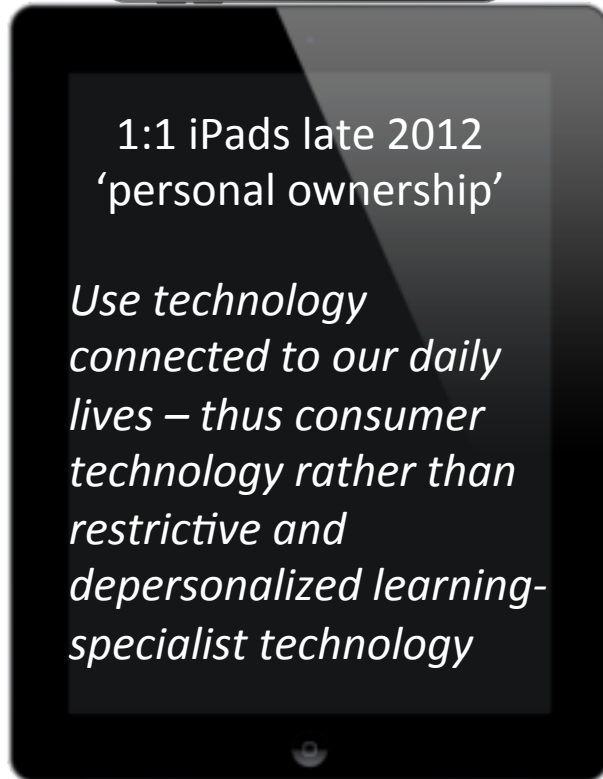 1:1 iPads late 2012
‘personal ownership’
Use technology
connected to our daily
lives – thus consumer
technology rather than
restrictive and
depersonalized learning-
specialist technology